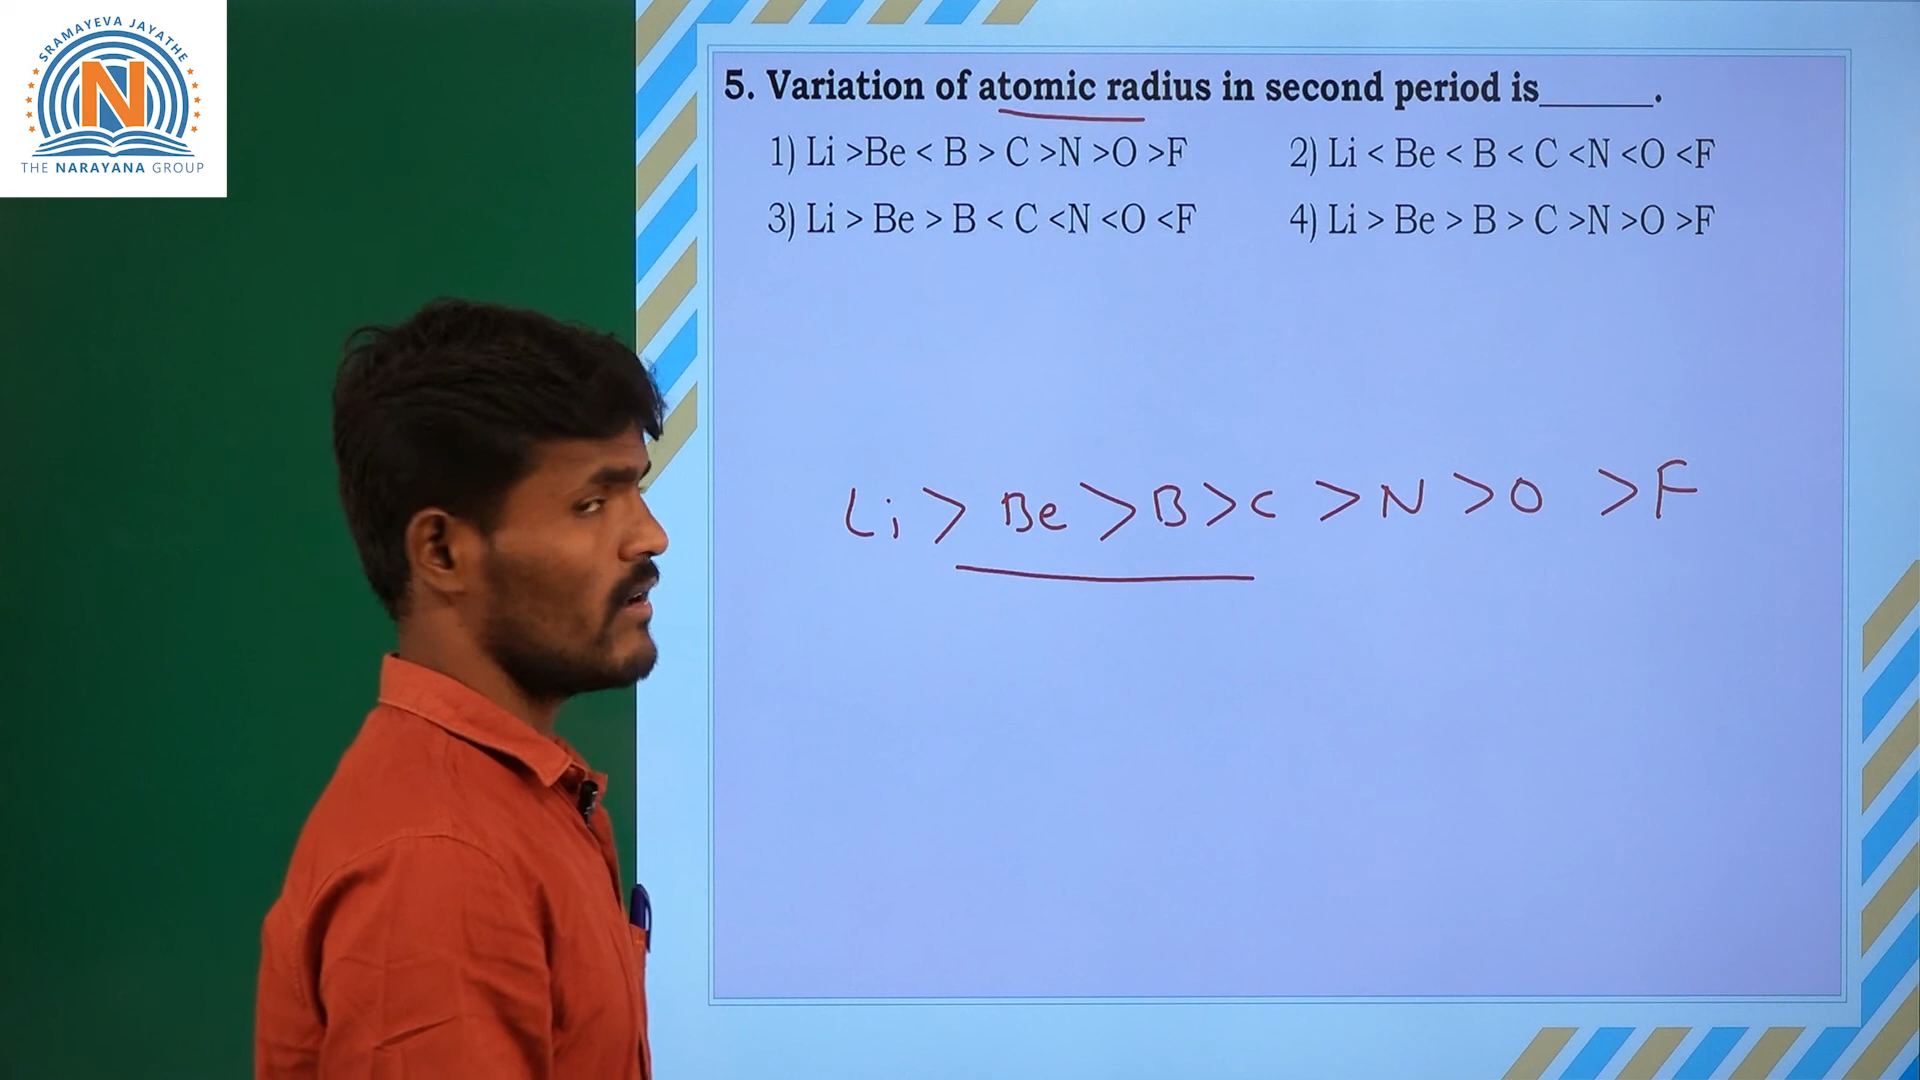 SRAMAYEVA JAYATHE
N
THE NARAYANA GROUP
5. Variation of atomic radius in second period is______.
1) Li >Be < B > C >N >O >F
2) Li < Be < B < C <N <O <F
3) Li > Be > B < C <N <O <F
4) Li > Be > B > C >N >O >F
Li > Be > B > C > N > O > F